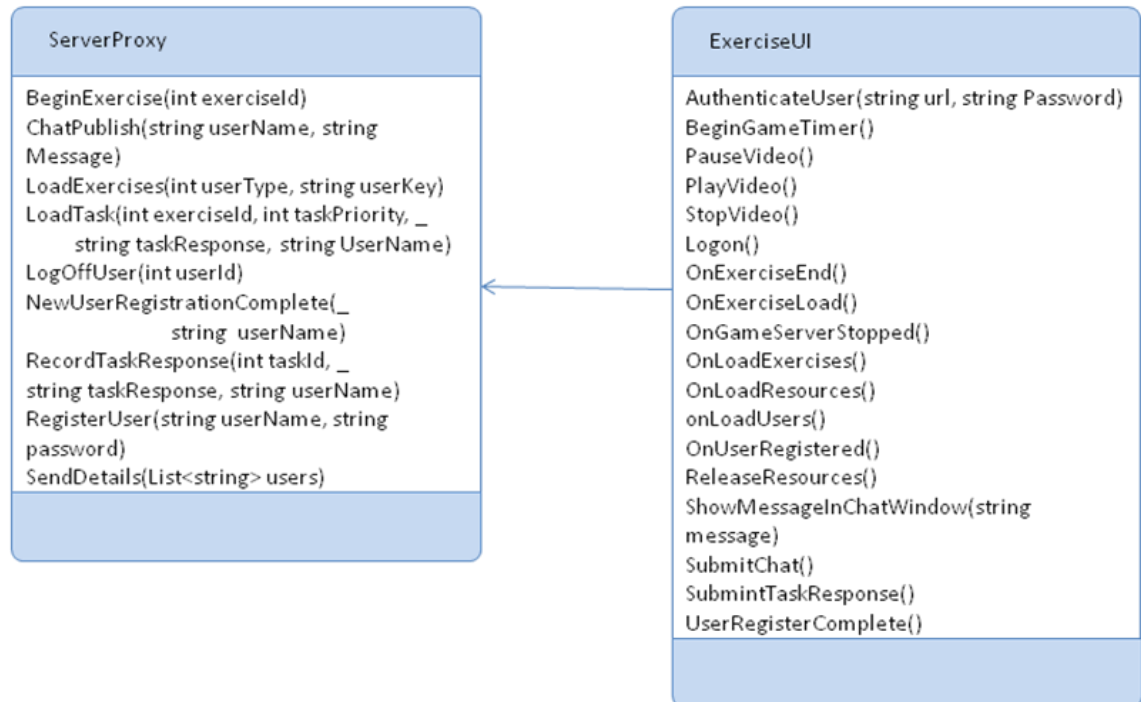 ServerProxy
BeginExercise(int exerciseId)
ChatPublish(string userName, string
Message)
LoadExercises(int userType, string userKey)
LoadTask(int exerciseId, int taskPriority, _
string taskResponse, string UserName)
LogOffUser(int userId)
NewUserRegistrationComplete(_
string userName)
RecordTaskResponse(int taskId, _
string taskResponse, string userName)
RegisterUser(string userName, string
password)
SendDetails(List<string> users)
ExerciseUI
AuthenticateUser(string url, string Password)
BeginGameTimer()
PauseVideo()
PlayVideo()
StopVideo()
Logon()
OnExerciseEnd()
OnExerciseLoad()
OnGameServerStopped()
OnLoadExercises()
OnLoadResources()
onLoadUsers()
OnUserRegistered()
ReleaseResources()
ShowMessageInChatWindow(string
message)
SubmitChat()
SubmintTaskResponse()
UserRegisterComplete()